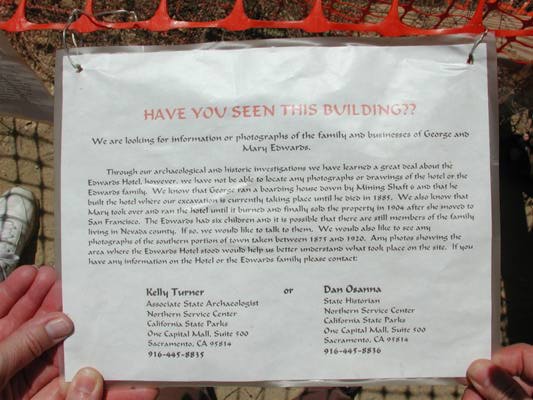 HAVE YOU SEEN THIS BUILDING??
We are looking for information or photographs of the family and businesses of George and
Mary Edwards.
Through our archaeological and historic investigations we have learned a great deal about the
Edwards Hotel, however, we have not be able to locate any photographs or drawings of the hotel or the
Edwards family. We know that George ran a boarding house down by Mining Shaft 6 and that he
built the hotel where our excavation is currently taking place until he died in 1885. We also know that
Mary took over and ran the hotel until it burned and finally sold the property in 1904 after she moved to
San Francisco. The Edwards had six children and it is possible that there are still members of the family
living in Nevada county. If so, we would like to talk to them. We would also like to see any
photographs of the southern portion of town taken between 1875 and 1920. Any photos showing the
area where the Edwards Hotel stood would help us better understand what took place on the site. If you
have any information on the Hotel or the Edwards family please contact:
Kelly Turner or Dan Osanna
Associate State Archaeologist State Historian
Northern Service Center Northern Service Center
California State Parks California State Parks
One Capital Mall, Suite 500 One Capital Mall, Suite 500
Sacramento, CA 95814 Sacramento, CA 95814
916-445-8835 916-445-8836